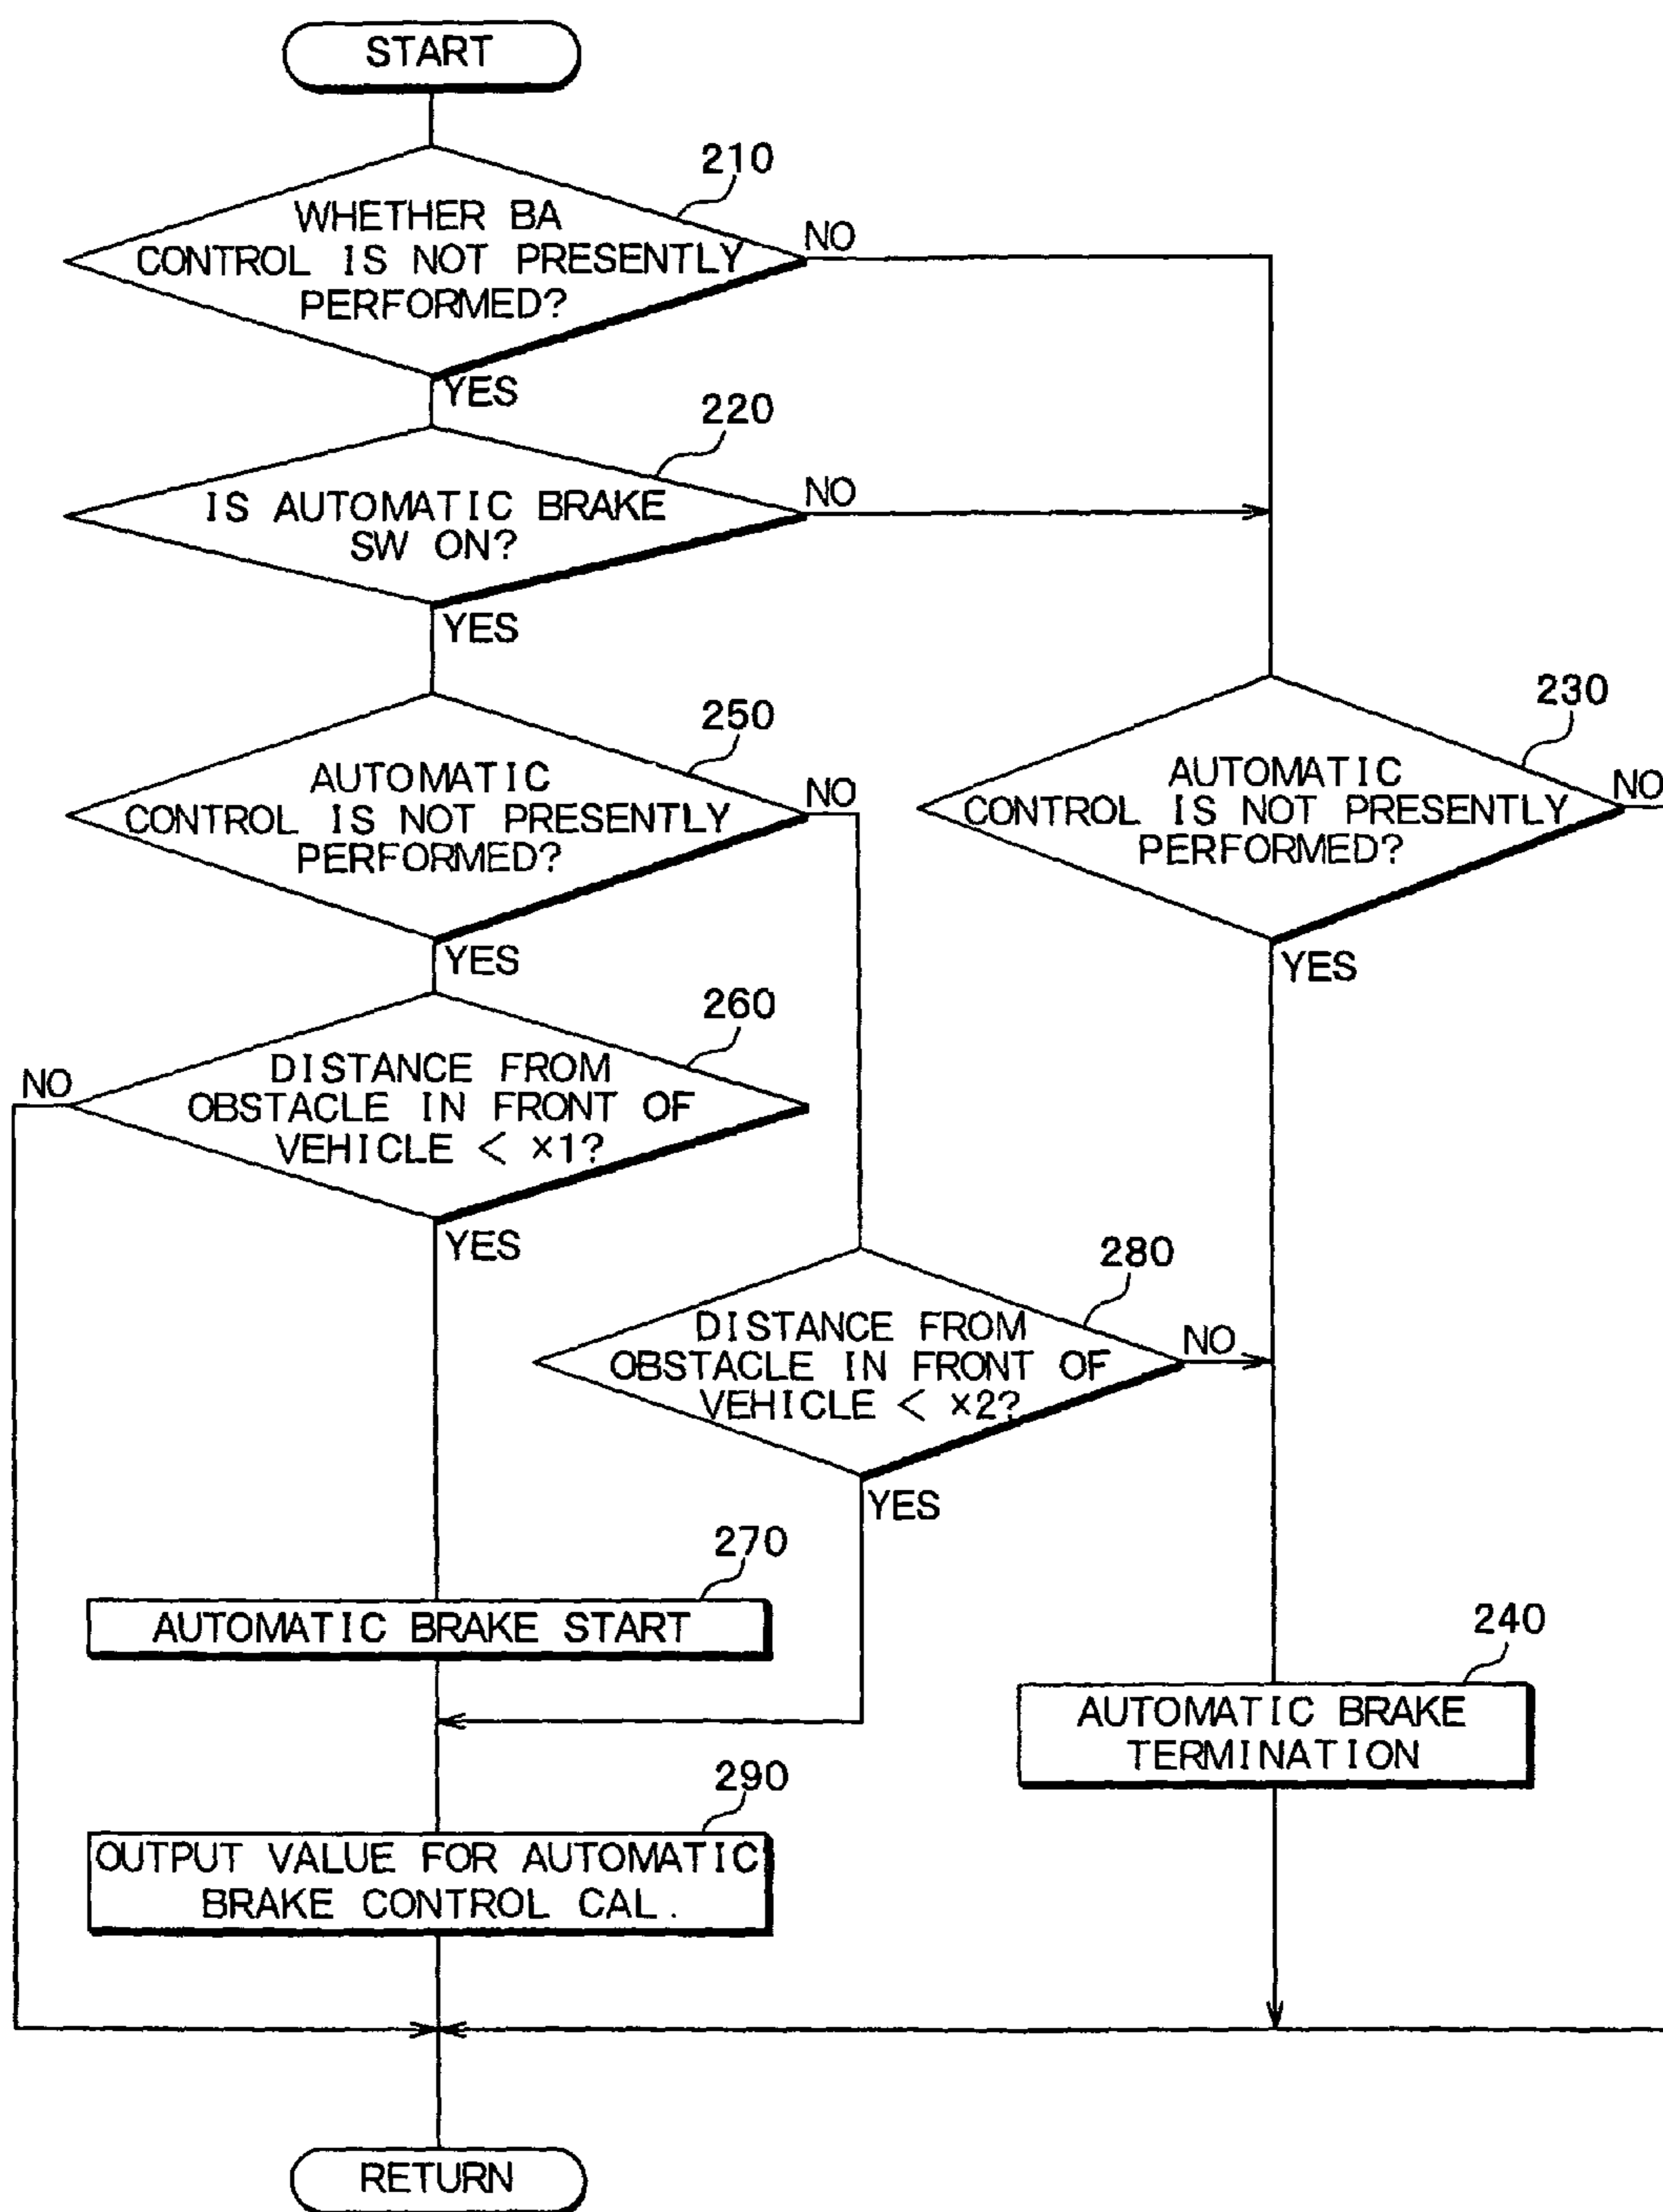 START
210
WHETHER BA
CONTROL IS NOT PRESENTLY
PERFORMED?
NO
YES
220
IS AUTOMATIC BRAKE
SW ON?
NO
YES
250
AUTOMATIC
CONTROL IS NOT PRESENTLY
PERFORMED?
NO
YES
230
AUTOMATIC
CONTROL IS NOT PRESENTLY
PERFORMED?
NO
YES
260
DISTANCE FROM
OBSTACLE IN FRONT OF
VEHICLE < x1?
NO
YES
280
DISTANCE FROM
OBSTACLE IN FRONT OF
VEHICLE < x2?
NO
YES
270
AUTOMATIC BRAKE START
240
AUTOMATIC BRAKE
TERMINATION
290
OUTPUT VALUE FOR AUTOMATIC
BRAKE CONTROL CAL.
RETURN